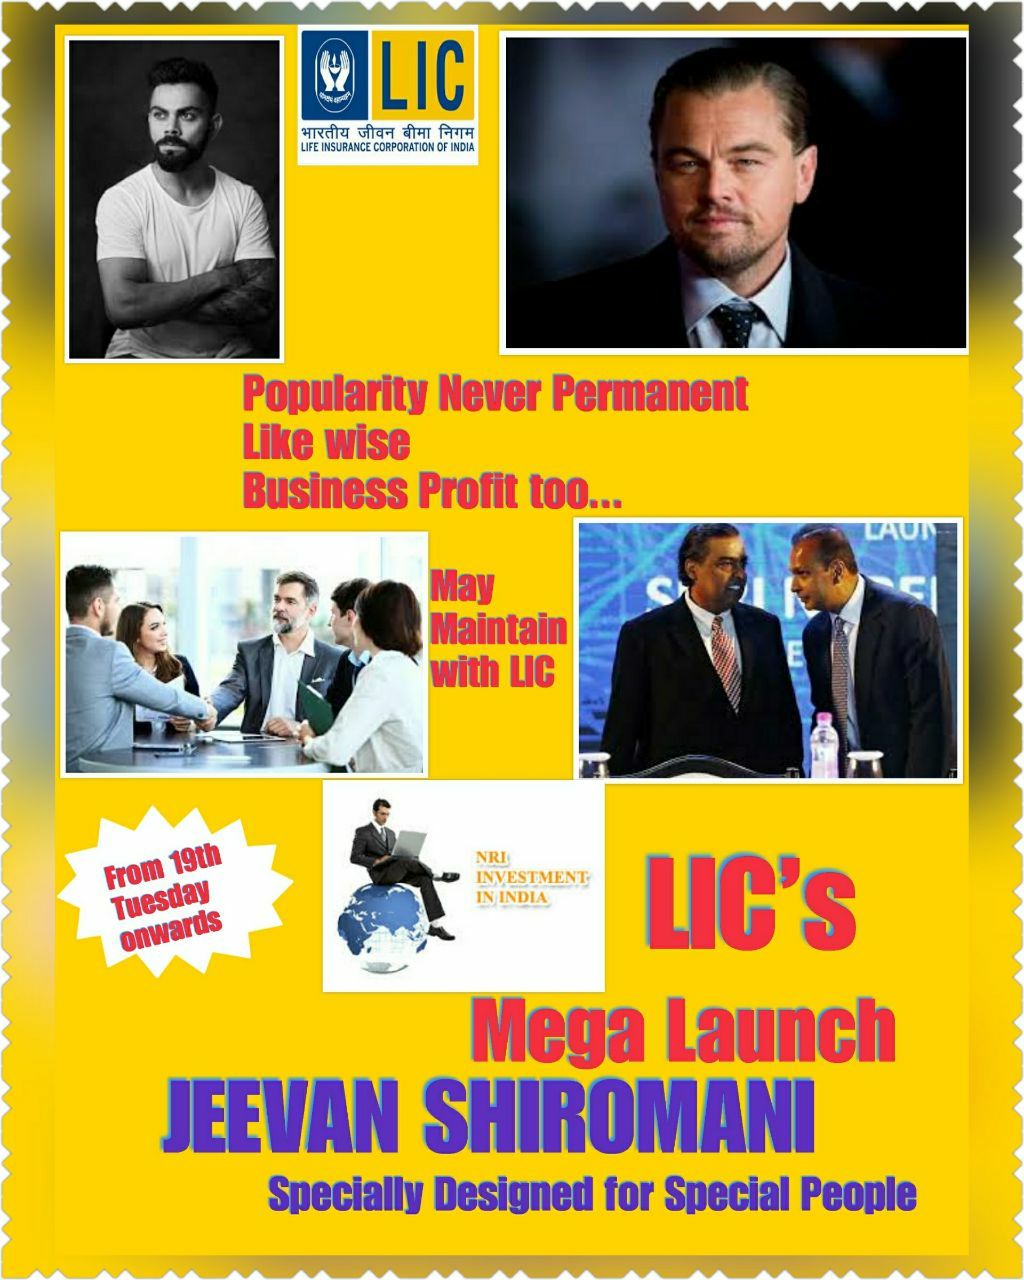 LIC
भारतीय जीवन बीमा निगम
LIFE INSURANCE CORPORATION OF INDIA
Popularity Never Permanent
Like wise
Business Profit too...
May
Maintain
with LIC
LAUN
From 19th
Tuesday
onwards
NRI
INVESTMENT
IN INDIA
LIC's
Mega Launch
JEEVAN SHIROMANI
Specially Designed for Special People